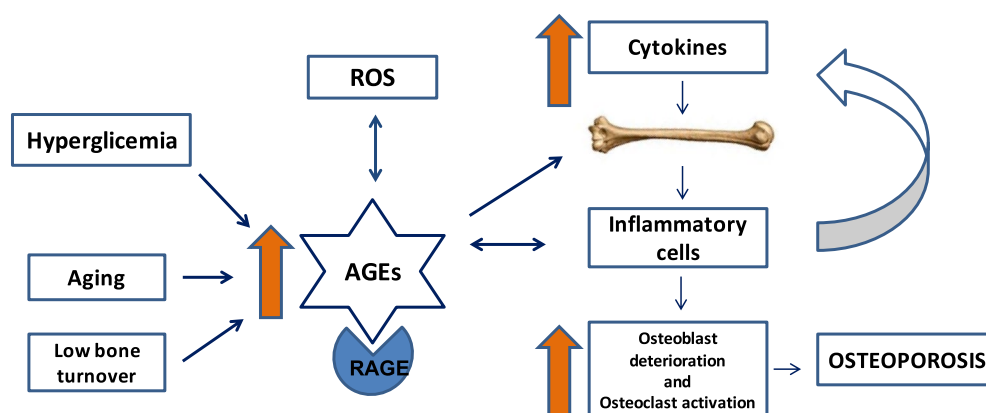 Cytokines
ROS
Hyperglicemia
Inflammatory
cells
Aging
AGEs
Low bone
turnover
RAGE
Osteoblast
deterioration
and
Osteoclast activation
OSTEOPOROSIS